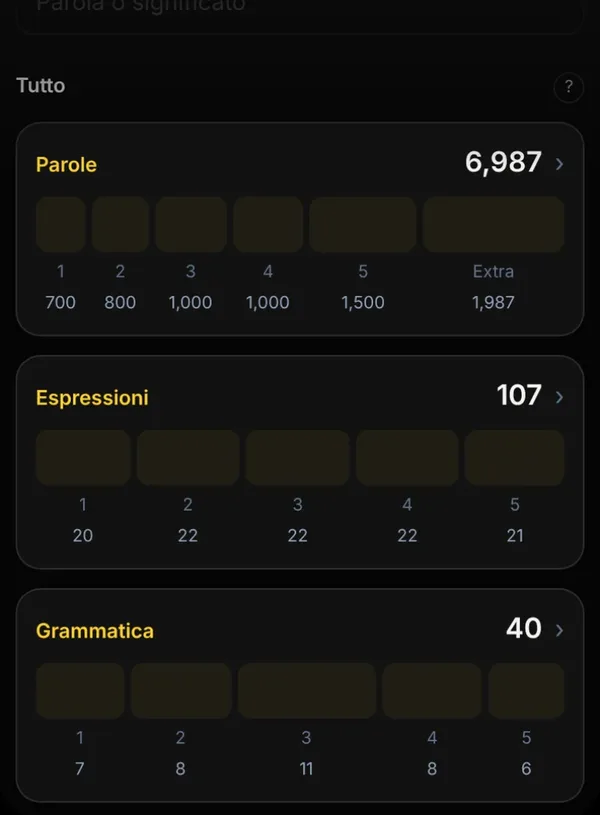 Parola o significato
Tutto
?
Parole 6,987 ›
1 2 3 4 5 Extra
700 800 1,000 1,000 1,500 1,987
Espressioni 107 ›
1 2 3 4 5
20 22 22 22 21
Grammatica 40 ›
1 2 3 4 5
7 8 11 8 6